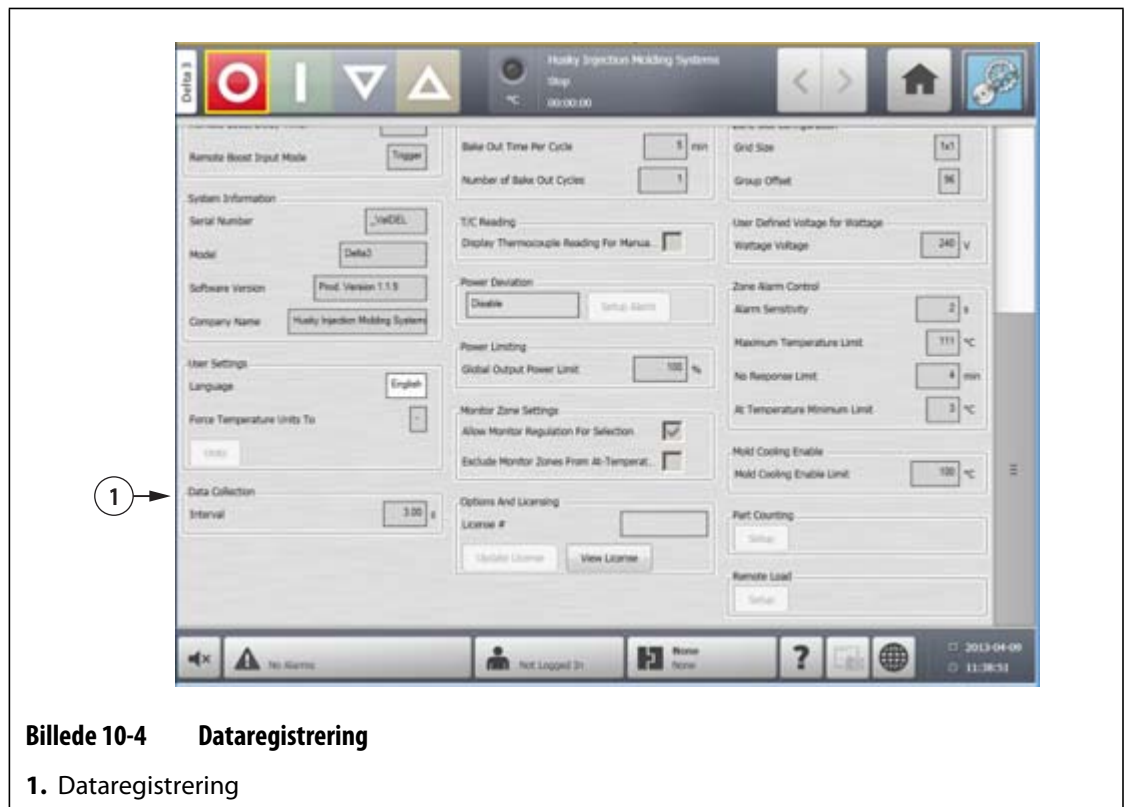 Delta 3
Husky Injection Molding Systems
Stop
°C
00:00:00
Remote Boost Input Mode
Trigger
System Information
Serial Number
_ValDEL
Model
Delta3
Software Version
Prod. Version 1.1.9
Company Name
Husky Injection Molding Systems
User Settings
Language
English
Force Temperature Units To
-
Units
1
Data Collection
Interval
3.00 s
Bake Out Time Per Cycle
5 min
Number of Bake Out Cycles
1
T/C Reading
Display Thermocouple Reading For Manua..
Power Deviation
Disable
Setup Alarm
Power Limiting
Global Output Power Limit
100 %
Monitor Zone Settings
Allow Monitor Regulation For Selection
Exclude Monitor Zones From At-Temperat..
Options And Licensing
License #
Update License
View License
Grid Size
1x1
Group Offset
96
User Defined Voltage for Wattage
Wattage Voltage
240 V
Zone Alarm Control
Alarm Sensitivity
2 s
Maximum Temperature Limit
111 °C
No Response Limit
4 min
At Temperature Minimum Limit
3 °C
Mold Cooling Enable
Mold Cooling Enable Limit
100 °C
Part Counting
Setup
Remote Load
Setup
No Alarms
Not Logged In
None
None
?
2013-04-09
11:38:51
Billede 10-4 Dataregistrering
1. Dataregistrering